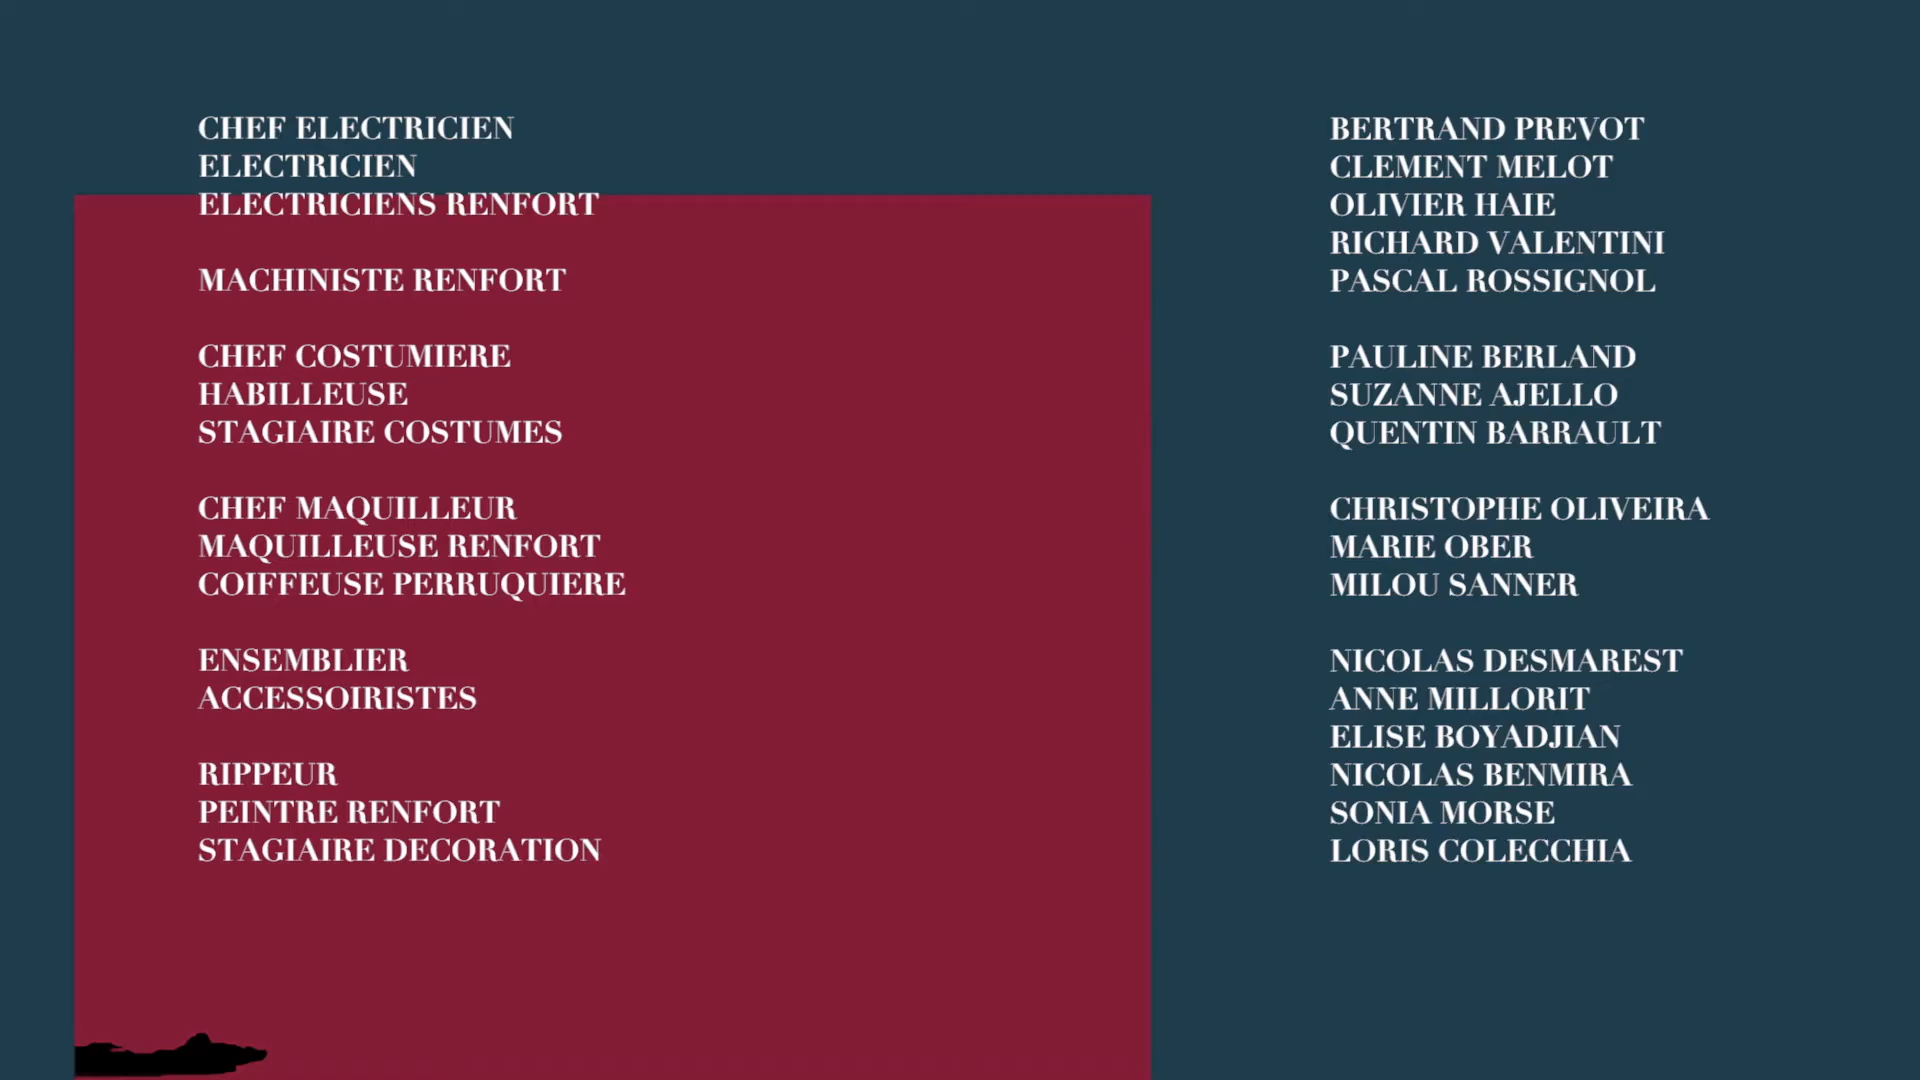 CHEF ELECTRICIEN BERTRAND PREVOT
ELECTRICIEN CLEMENT MELOT
ELECTRICIENS RENFORT OLIVIER HAIE
RICHARD VALENTINI
MACHINISTE RENFORT PASCAL ROSSIGNOL
CHEF COSTUMIERE PAULINE BERLAND
HABILLEUSE SUZANNE AJELLO
STAGIAIRE COSTUMES QUENTIN BARRAULT
CHEF MAQUILLEUR CHRISTOPHE OLIVEIRA
MAQUILLEUSE RENFORT MARIE OBER
COIFFEUSE PERRUQUIERE MILOU SANNER
ENSEMBLIER NICOLAS DESMAREST
ACCESSOIRISTES ANNE MILLORIT
ELISE BOYADJIAN
RIPPEUR NICOLAS BENMIRA
PEINTRE RENFORT SONIA MORSE
STAGIAIRE DECORATION LORIS COLECCHIA